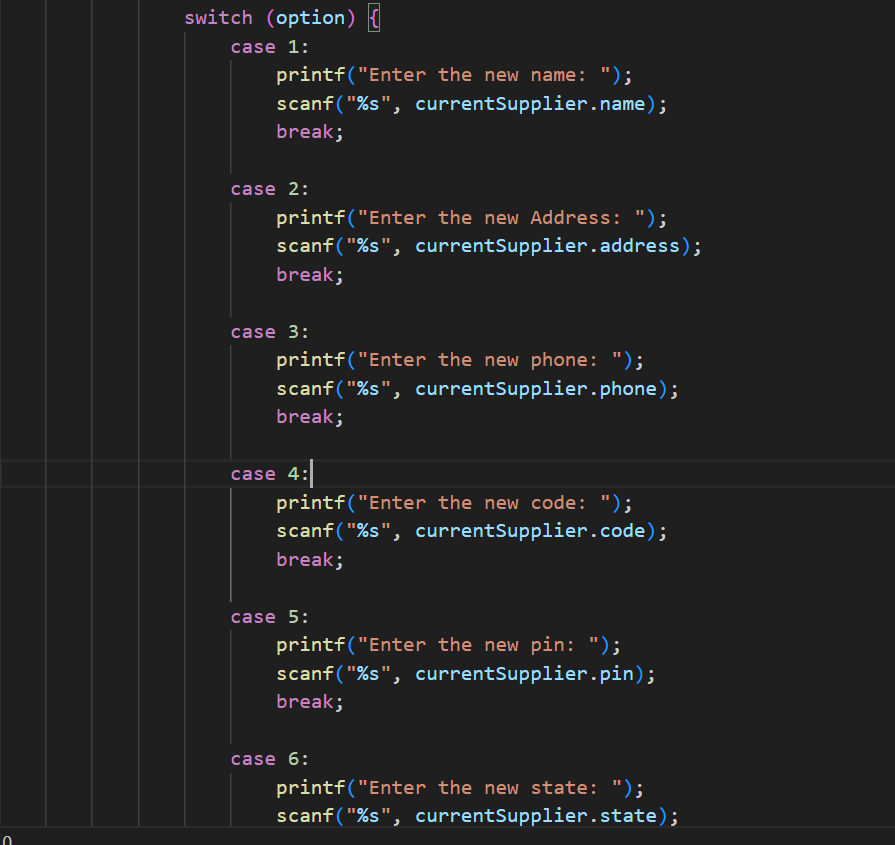 switch (option) {
case 1:
printf("Enter the new name: ");
scanf("%s", currentSupplier.name);
break;
case 2:
printf("Enter the new Address: ");
scanf("%s", currentSupplier.address);
break;
case 3:
printf("Enter the new phone: ");
scanf("%s", currentSupplier.phone);
break;
case 4:
printf("Enter the new code: ");
scanf("%s", currentSupplier.code);
break;
case 5:
printf("Enter the new pin: ");
scanf("%s", currentSupplier.pin);
break;
case 6:
printf("Enter the new state: ");
scanf("%s", currentSupplier.state);